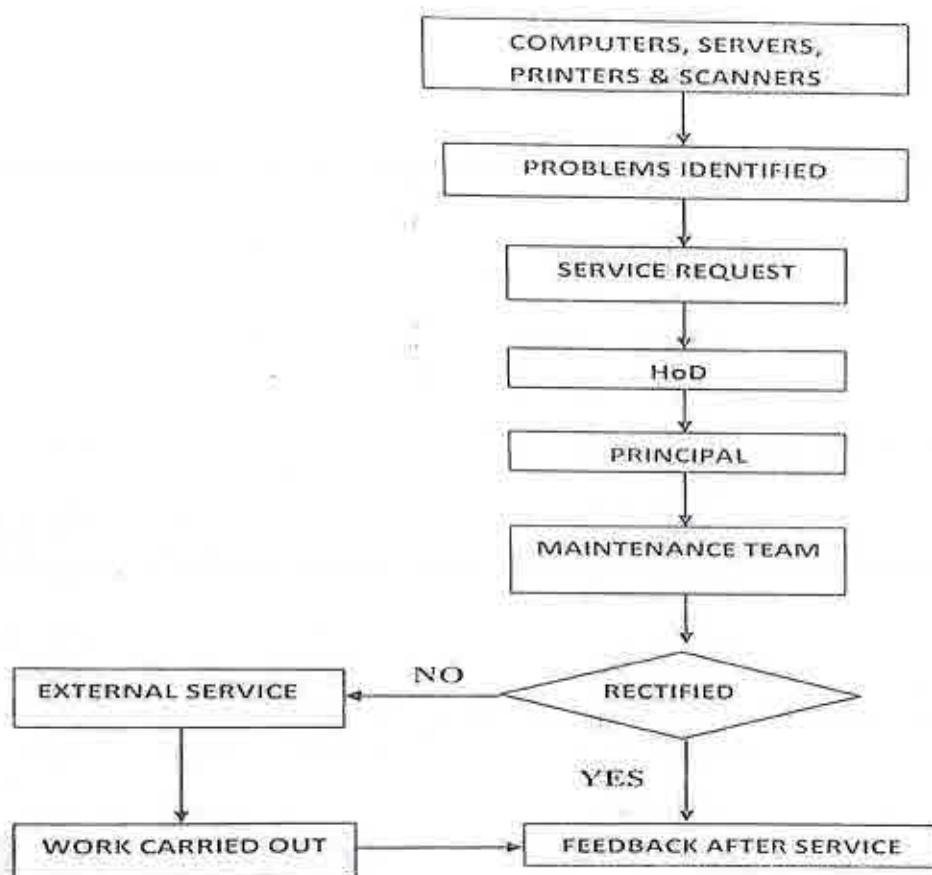 COMPUTERS, SERVERS,
PRINTERS & SCANNERS
PROBLEMS IDENTIFIED
SERVICE REQUEST
HoD
PRINCIPAL
MAINTENANCE TEAM
RECTIFIED
NO
EXTERNAL SERVICE
YES
WORK CARRIED OUT
FEEDBACK AFTER SERVICE